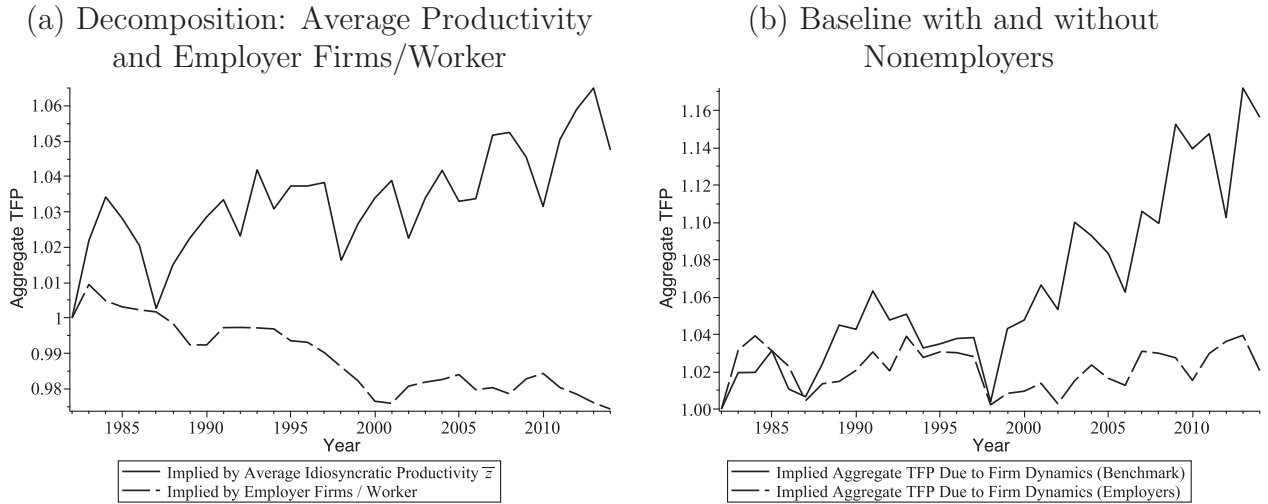 (a) Decomposition: Average Productivity
and Employer Firms/Worker
1.06
1.05
1.04
1.03
1.02
1.01
1
0.99
0.98
Aggregate TFP
1985 1990 1995 2000 2005 2010
Year
Implied by Average Idiosyncratic Productivity z̅
Implied by Employer Firms / Worker
(b) Baseline with and without
Nonemployers
1.16
1.14
1.12
1.10
1.08
1.06
1.04
1.02
1.00
Aggregate TFP
1985 1990 1995 2000 2005 2010
Year
Implied Aggregate TFP Due to Firm Dynamics (Benchmark)
Implied Aggregate TFP Due to Firm Dynamics (Employers)